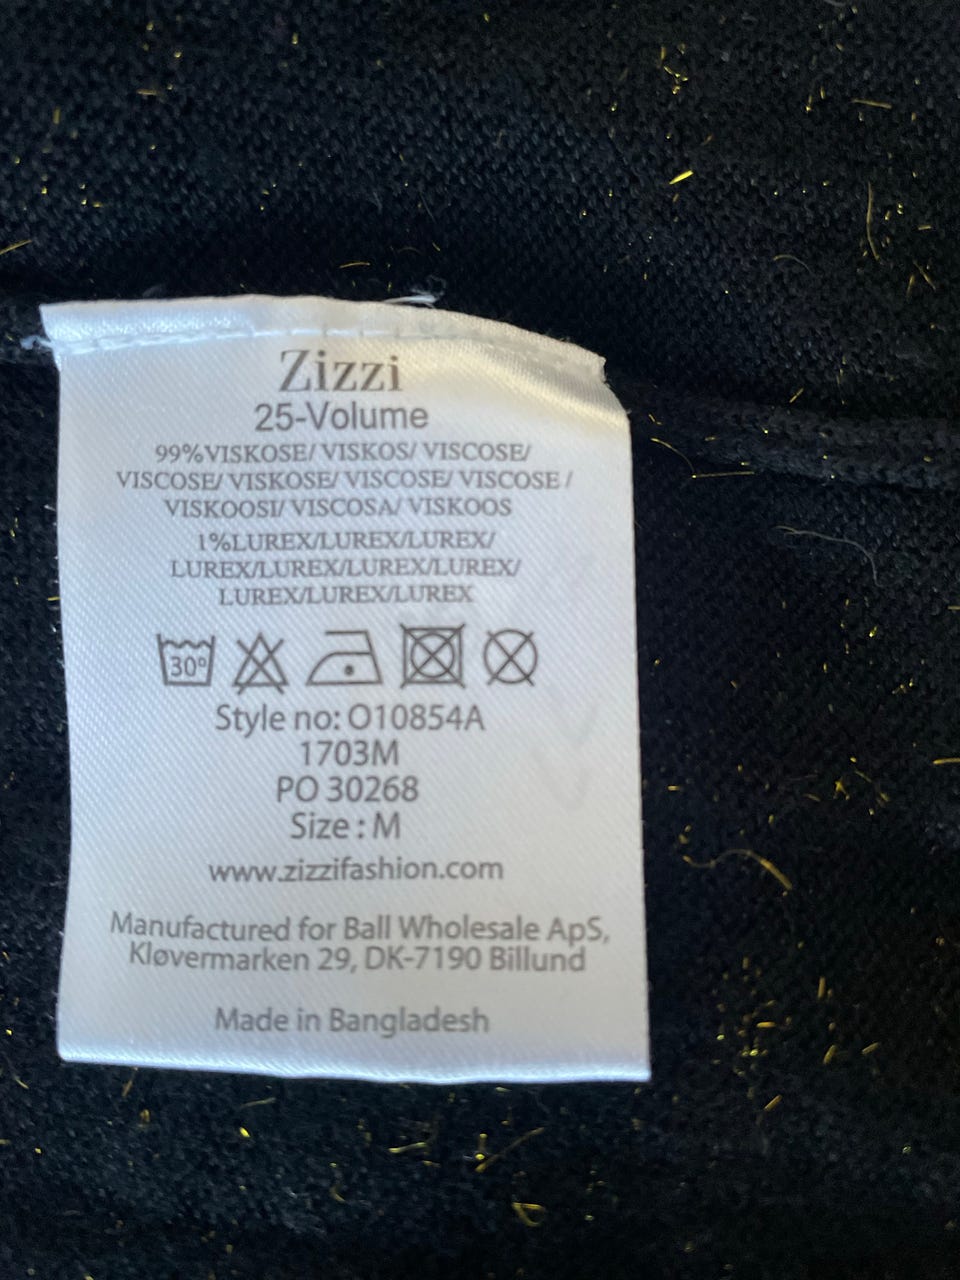 Zizzi
25-Volume
99%VISKOSE/ VISKOS/ VISCOSE/
VISCOSE/ VISKOSE/ VISCOSE/ VISCOSE /
VISKOOSI/ VISCOSA/ VISKOOS
1%LUREX/LUREX/LUREX/
LUREX/LUREX/LUREX/LUREX/
LUREX/LUREX/LUREX
30°
Style no: O10854A
1703M
PO 30268
Size : M
www.zizzifashion.com
Manufactured for Ball Wholesale ApS,
Kløvermarken 29, DK-7190 Billund
Made in Bangladesh